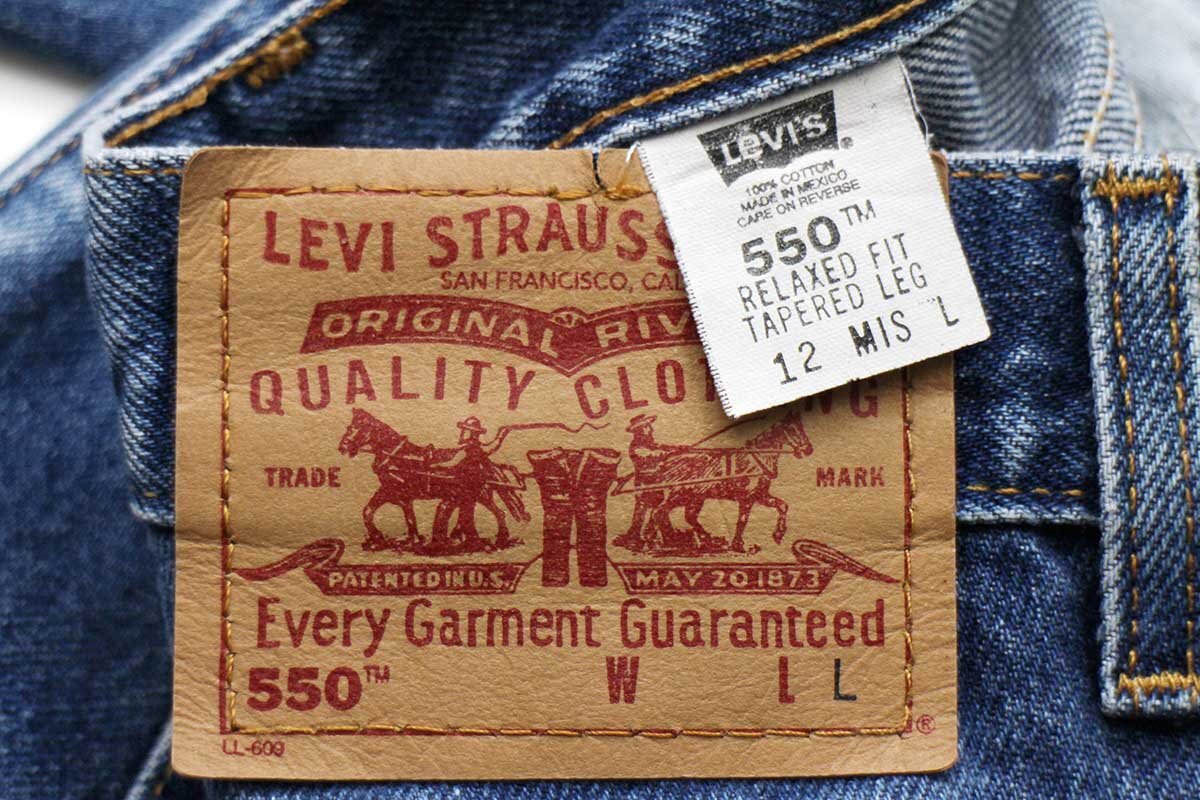 LEVI STRAUSS
SAN FRANCISCO, CAL
ORIGINAL RIV
QUALITY CLO NG
TRADE MARK
PATENTED IN U.S. MAY 20 1873
Every Garment Guaranteed
550™ W L L
LL-609
®
LEVI'S®
100% COTTON
MADE IN MEXICO
CARE ON REVERSE
550™
RELAXED FIT
TAPERED LEG
12 MIS L